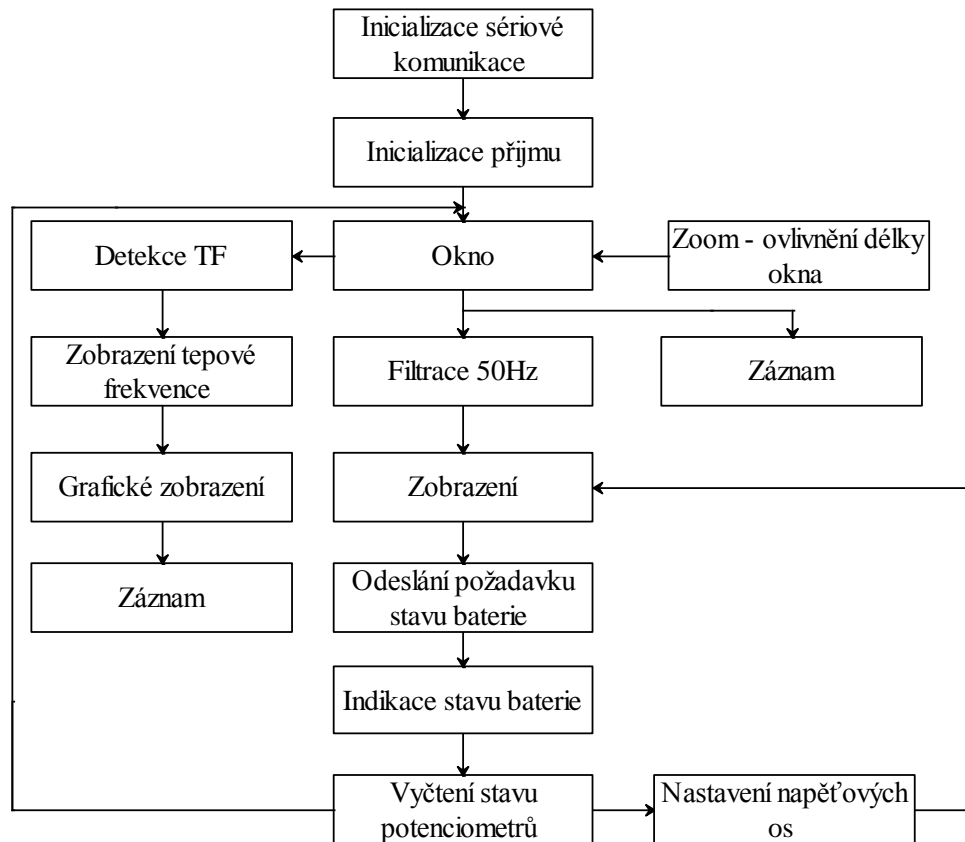 Inicializace sériové
komunikace
Inicializace přijmu
Detekce TF
Okno
Zoom - ovlivnění délky
okna
Zobrazení tepové
frekvence
Filtrace 50Hz
Záznam
Grafické zobrazení
Zobrazení
Záznam
Odeslání požadavku
stavu baterie
Indikace stavu baterie
Vyčtení stavu
potenciometrů
Nastavení napěťových
os